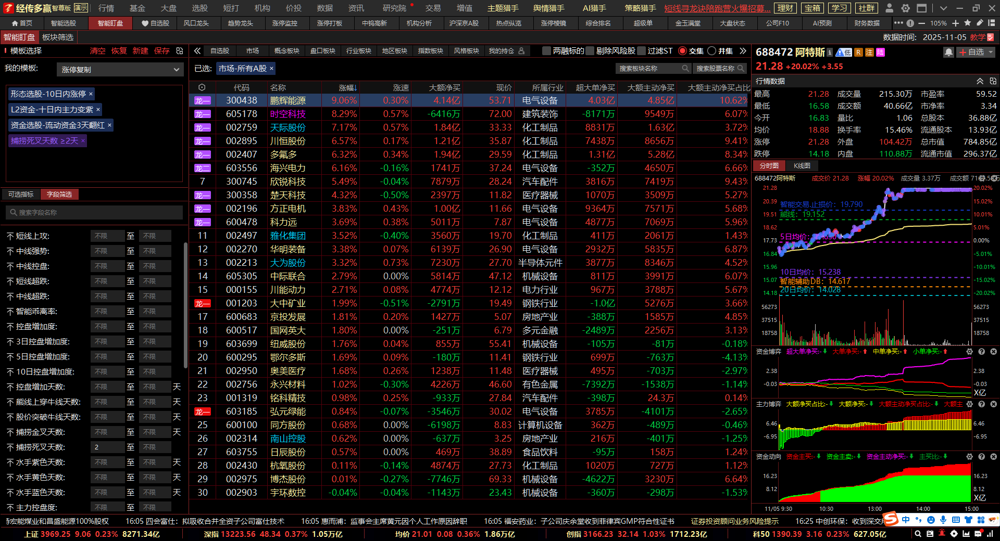 经传多赢 智尊版 演示 行情 基金 大盘 选股 短打 机构 价投 数据 资讯 研究院 交易 增值 主题猎手 舆情猎手 AI猎手 策略猎手 短线寻龙诀陪跑营火爆招募... 理财 宝箱 学习 社群
首页 智能选股 智能盯盘 自选股 风口龙头 趋势龙头 涨停监控 涨停打板 中钨高新 机构分析 沪深京A股 热点纵览 涨停棱镜 综合排名 超级单 金玉满堂 大盘状态 公司F10 AI预测 财务数据 ••• 105%
智能盯盘 板块筛选 数据时间: 2025-11-05 教学
模板选择 清空 恢复 新建 保存
我的模板: 涨停复制
形态选股-10日内涨停 ×
L2资金-十日内主力变紫 ×
资金选股-流动资金3天翻红 ×
捕捞死叉天数 ≥2天 ×
可选指标 字段筛选
搜索字段名称
不 短线上攻: 不限 至 不限
不 中线强势: 不限 至 不限
不 中线控盘: 不限 至 不限
不 短线超跌: 不限 至 不限
不 中线超跌: 不限 至 不限
不 智能乖离率: 不限 至 不限
不 控盘增加度: 不限 至 不限
不 3日控盘增加度: 不限 至 不限
不 5日控盘增加度: 不限 至 不限
不 10日控盘增加度: 不限 至 不限
不 控盘增加天数: 不限 至 不限 天
不 熊线上穿牛线天数: 不限 至 不限 天
不 股价突破牛线天数: 不限 至 不限 天
不 捕捞金叉天数: 不限 至 不限 天
不 捕捞死叉天数: 2 至 不限
不 水手紫色天数: 不限 至 不限 天
不 水手黄色天数: 不限 至 不限 天
不 水手蓝色天数: 不限 至 不限 天
不 主力控盘度: 不限 至 不限
自选股 市场 概念板块 盘口板块 行业板块 地区板块 指数板块 风格板块 我的持仓 两融标的 剔除风险股 过滤ST 交集 并集
已选: 市场-所有A股 × 搜索板块名称 搜索股票名称
代码 名称 涨幅↓ 涨速 大额净买 现价 所属行业 超大单净买 大额主动净买 大额主动净买占比
龙一 300438 鹏辉能源 9.06% 0.30% 4.14亿 53.71 电气设备 4.03亿 4.85亿 10.62%
龙一 605178 时空科技 8.29% 0.57% -6416万 72.00 建筑装饰 -8171万 9549万 6.07%
龙一 002759 天际股份 7.17% 0.57% 1.84亿 33.33 化工制品 8831万 1.63亿 3.72%
龙一 002895 川恒股份 6.57% 0.17% 1.21亿 35.87 化工制品 7438万 8656万 9.41%
龙一 002407 多氟多 6.32% 0.34% 1.94亿 29.59 化工制品 1.31亿 5.28亿 8.34%
龙二 603556 海兴电力 6.16% -0.16% 1741万 37.24 电气设备 -352万 4650万 6.66%
7 300745 欣锐科技 5.49% -0.04% 7879万 28.24 汽车配件 3816万 7419万 9.43%
龙一 300358 楚天科技 4.32% -0.50% 2397万 11.82 医疗器械 1070万 3509万 5.27%
龙一 002196 方正电机 3.83% 0.43% 1.00亿 11.66 电气设备 9364万 7571万 5.68%
龙一 600478 科力远 3.69% 0.38% 5011万 7.87 电气设备 4877万 7069万 5.96%
11 002497 雅化集团 3.52% -0.40% 3560万 19.70 化工制品 411万 2061万 1.43%
12 002270 华明装备 3.38% 0.07% 6139万 26.90 电气设备 2932万 5835万 6.87%
13 002213 大为股份 3.32% 0.73% 7230万 27.70 半导体元件 3877万 8346万 4.52%
14 605305 中际联合 2.79% 0.00% 5814万 47.12 机械设备 811万 3991万 6.07%
15 000155 川能动力 2.71% 0.08% 4774万 12.12 电力行业 967万 3788万 5.67%
龙一 001203 大中矿业 1.99% -0.51% -2791万 19.49 钢铁行业 -1.0亿 5276万 3.66%
17 600683 京投发展 1.81% 0.20% 1427万 5.07 房地产业 -388万 1585万 4.85%
18 600517 国网英大 1.80% 0.00% -251万 6.79 多元金融 -2489万 2256万 3.13%
19 603699 纽威股份 1.76% 0.04% 855万 55.41 机械设备 -105万 -81万 -0.18%
20 600295 鄂尔多斯 1.69% 0.09% -180万 11.41 钢铁行业 699万 -763万 -4.13%
21 002950 奥美医疗 1.68% 0.26% 1238万 11.48 医疗器械 495万 -703万 -2.97%
22 002756 永兴材料 1.02% -0.30% 4226万 46.60 有色金属 -7392万 -1538万 -1.14%
23 001319 铭科精技 0.98% 0.25% -933万 27.84 汽车配件 -398万 24.3万 0.14%
龙一 603185 弘元绿能 0.84% -0.07% -3546万 30.02 电气设备 3785万 -4101万 -2.65%
25 600100 同方股份 0.68% 0.00% -6198万 8.83 计算机设备 362万 -489万 -0.46%
26 002314 南山控股 0.62% 0.00% -637万 3.25 房地产业 216万 -401万 -1.25%
27 603755 日辰股份 0.57% 0.00% 469万 38.89 食品饮料 -95万 158万 1.24%
28 002430 杭氧股份 0.11% -0.14% 4874万 27.73 化工制品 1020万 727万 1.12%
29 002975 博杰股份 0.01% -0.27% -7746万 69.33 机械设备 -4622万 3230万 6.64%
30 002903 宇环数控 -0.04% -0.04% -1143万 23.43 机械设备 -360万 -298万 -1.53%
688472 阿特斯 低 R 注 陆 自选
21.28 +20.02% +3.55
行情数据
最高 21.28 成交量 215.30万 市盈率 59.52
最低 16.58 成交额 40.66亿 市净率 3.34
今开 16.83 量比 1.06 总股本 36.88亿
均价 18.88 换手率 15.46% 流通股本 13.93亿
涨停 21.28 外盘 104.42万 总市值 784.85亿
跌停 14.18 内盘 110.88万 流通市值 296.37亿
分时图 K线图
688472阿特斯 成交价 21.28 涨幅 20.02% 成交量 3.37万 成交额
21.28 20.02%
20.39 智能交易.止损价: 19.790 15.02%
19.51 熊线: 19.152 10.01%
18.62 5.01%
17.73 5日均价: 0.00%
16.84 -5.01%
15.96 10日均价: 15.238 -10.01%
15.07 智能辅助DB: 14.617 -15.02%
14.18 20日均价: 14.028 -20.02%
56273 56273
37515 37515
18758 18758
资金博弈 超大单净买:- 大单净买:- 中单净买:- 小单净买:-
2.38 2.38
-0.03 -0.03
X亿
主力博弈 大额净买占比:- 大额净买:- 大额主动净买占比:- 大额主
6.46 6.46
-6.95 -6.95
资金动向 资金主买:- 资金主卖:- 资金主动净买:- 主买比:-
16.23 16.23
8.12 8.12
X亿
11/05 9:30 10:30 13:00 14:00 15:00
宏能煤业和昌盛能源100%股权 16:05 四会富仕：拟吸收合并全资子公司富仕技术 16:05 惠而浦：监事会主席黄元因个人工作原因辞职 16:05 福安药业：子公司庆余堂收到菲律宾GMP符合性证书 证券投资顾问业务风险提示 16:25 中创环保：收到深交 中
上证 3969.25 9.06 0.23% 8271.34亿 深指 13223.56 48.34 0.37% 1.05万亿 均价 21.01 0.08 0.36% 1.86万亿 创指 3166.23 32.14 1.03% 1712.23亿 科50 1390.39 3.16 0.23% 627.05亿